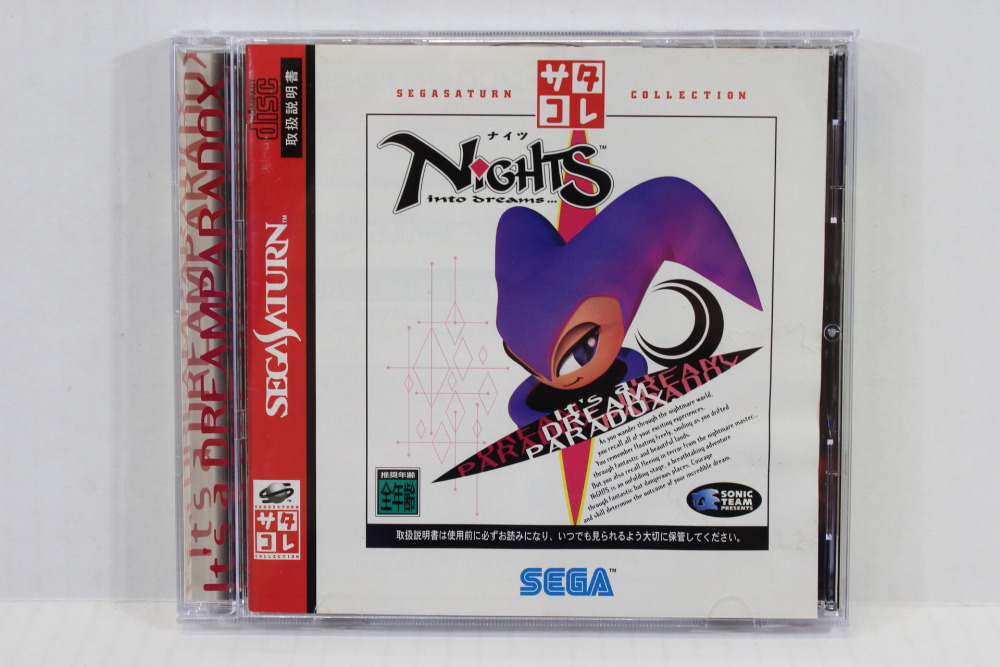 It's a DREAMPARADOX
disc
取扱説明書
SEGA SATURN™
SEGASATURN
サタ
コレ
COLLECTION
SEGASATURN
サタ
コレ
COLLECTION
ナイツ
NiGHTS™
into dreams...
It's a
DREAM
PARADOX
As you wander through the nightmare world,
you recall all of your exciting experiences.
You remember floating freely, smiling as you drifted
through fantastic and beautiful lands.
But you also recall fleeing in terror from the nightmare master...
NiGHTS is an unfolding stage, a breathtaking adventure
through fantastic but dangerous places. Courage
and skill determine the outcome of your incredible dream.
推奨年齢
全年齢
SONIC
TEAM
PRESENTS
取扱説明書は使用前に必ずお読みになり、いつでも見られるよう大切に保管してください。
SEGA™